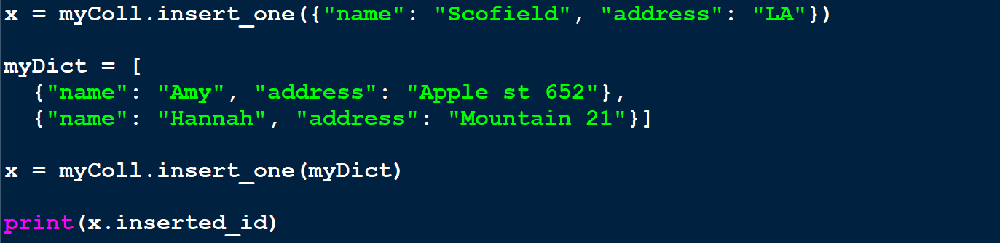 x = myColl.insert_one({"name": "Scofield", "address": "LA"})
myDict = [
  {"name": "Amy", "address": "Apple st 652"},
  {"name": "Hannah", "address": "Mountain 21"}]
x = myColl.insert_one(myDict)
print(x.inserted_id)